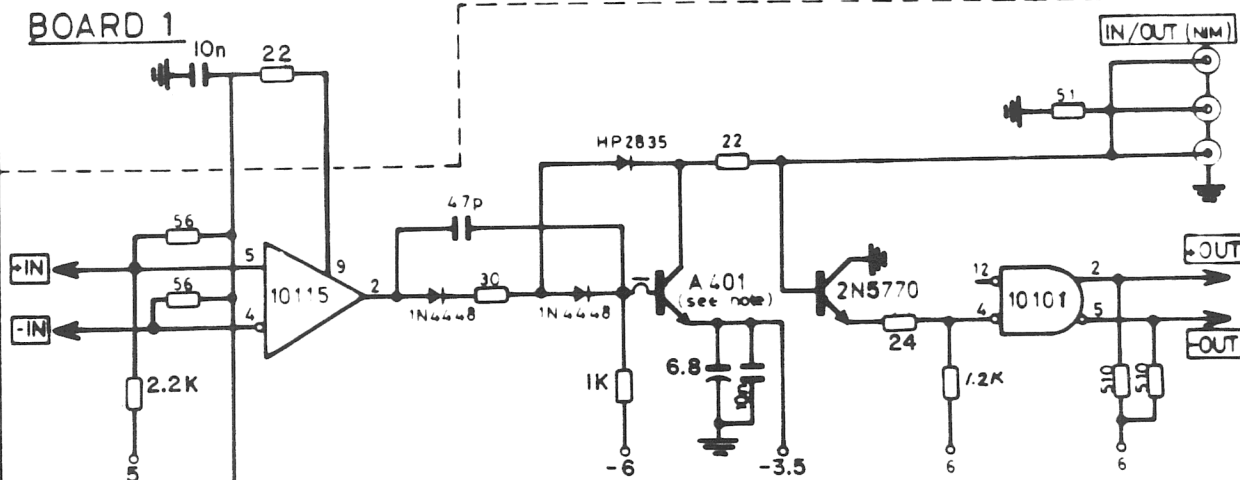 BOARD 1
IN/OUT (NIM)
10n
22
51
HP2835
22
47p
56
+IN
5
9
10115
2
30
A 401
(see note)
2N5770
12
10101
2
+OUT
56
-IN
4
1N4448
1N4448
4
5
-OUT
24
2.2K
1K
6.8
10n
1.2K
510
510
5
-6
-3.5
6
6